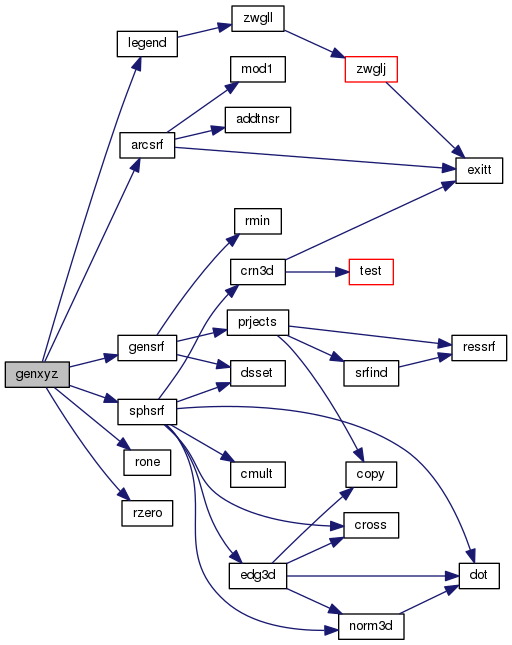 zwgll
legend
mod1
zwglj
addtnsr
arcsrf
exitt
rmin
crn3d
test
prjects
gensrf
ressrf
dsset
srfind
genxyz
sphsrf
rone
cmult
copy
rzero
cross
edg3d
dot
norm3d